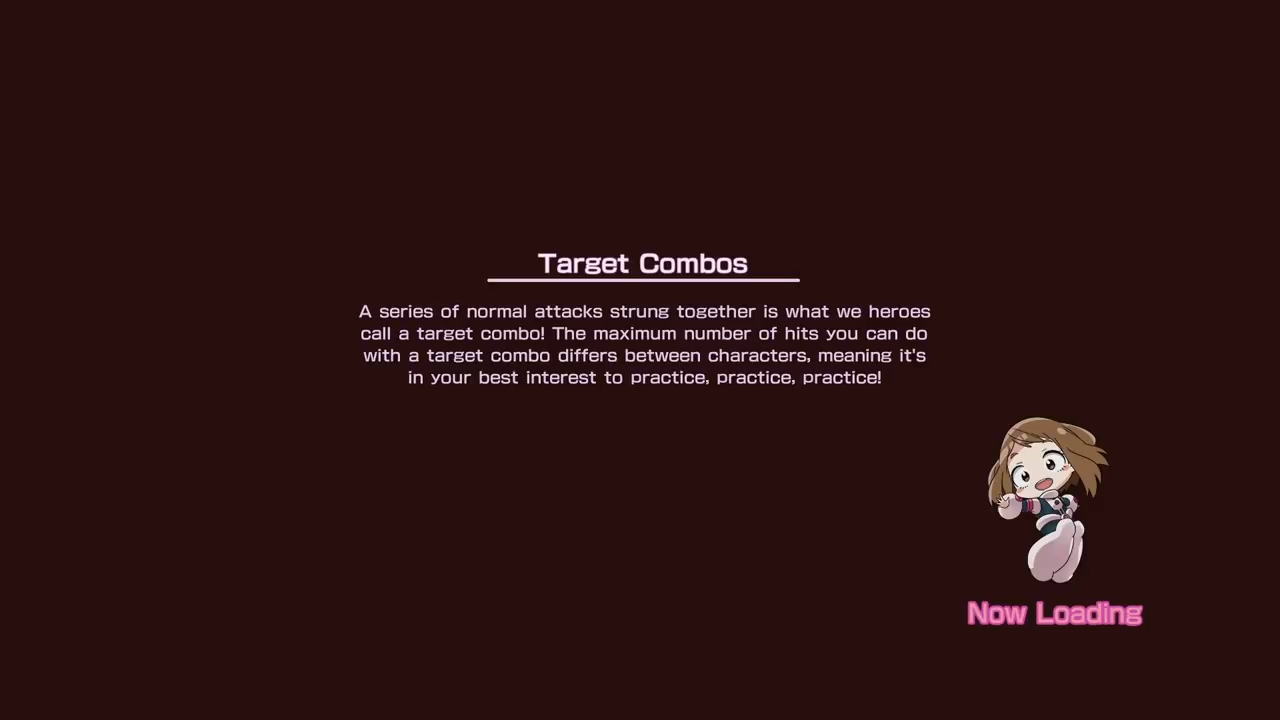 Target Combos
A series of normal attacks strung together is what we heroes
call a target combo! The maximum number of hits you can do
with a target combo differs between characters, meaning it's
in your best interest to practice, practice, practice!
Now Loading